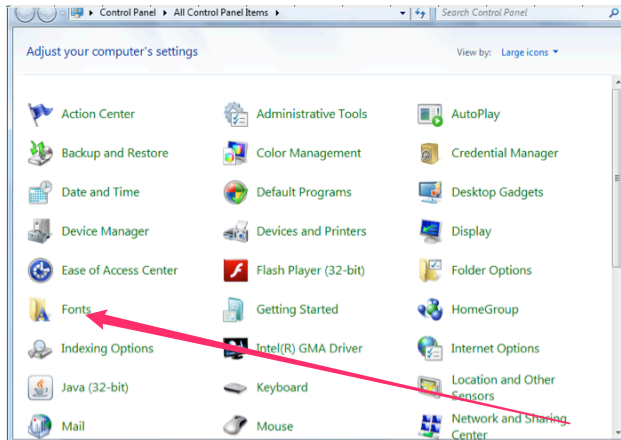 Control Panel ▸ All Control Panel Items ▸ Search Control Panel
Adjust your computer's settings View by: Large icons
Action Center Administrative Tools AutoPlay
Backup and Restore Color Management Credential Manager
Date and Time Default Programs Desktop Gadgets
Device Manager Devices and Printers Display
Ease of Access Center Flash Player (32-bit) Folder Options
Fonts Getting Started HomeGroup
Indexing Options Intel(R) GMA Driver Internet Options
Java (32-bit) Keyboard Location and Other
Sensors
Mail Mouse Network and Sharing
Center